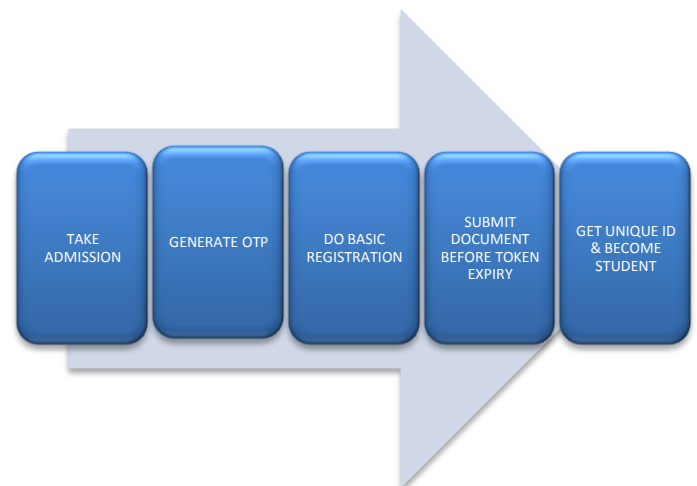 TAKE
ADMISSION
GENERATE OTP
DO BASIC
REGISTRATION
SUBMIT
DOCUMENT
BEFORE TOKEN
EXPIRY
GET UNIQUE ID
& BECOME
STUDENT